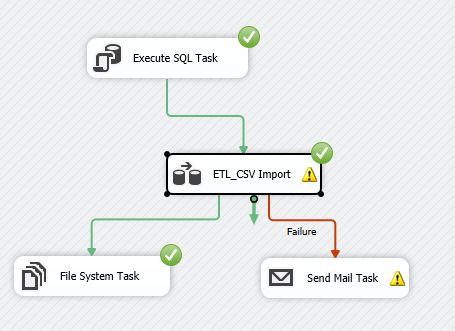 Execute SQL Task
ETL_CSV Import
Failure
File System Task
Send Mail Task